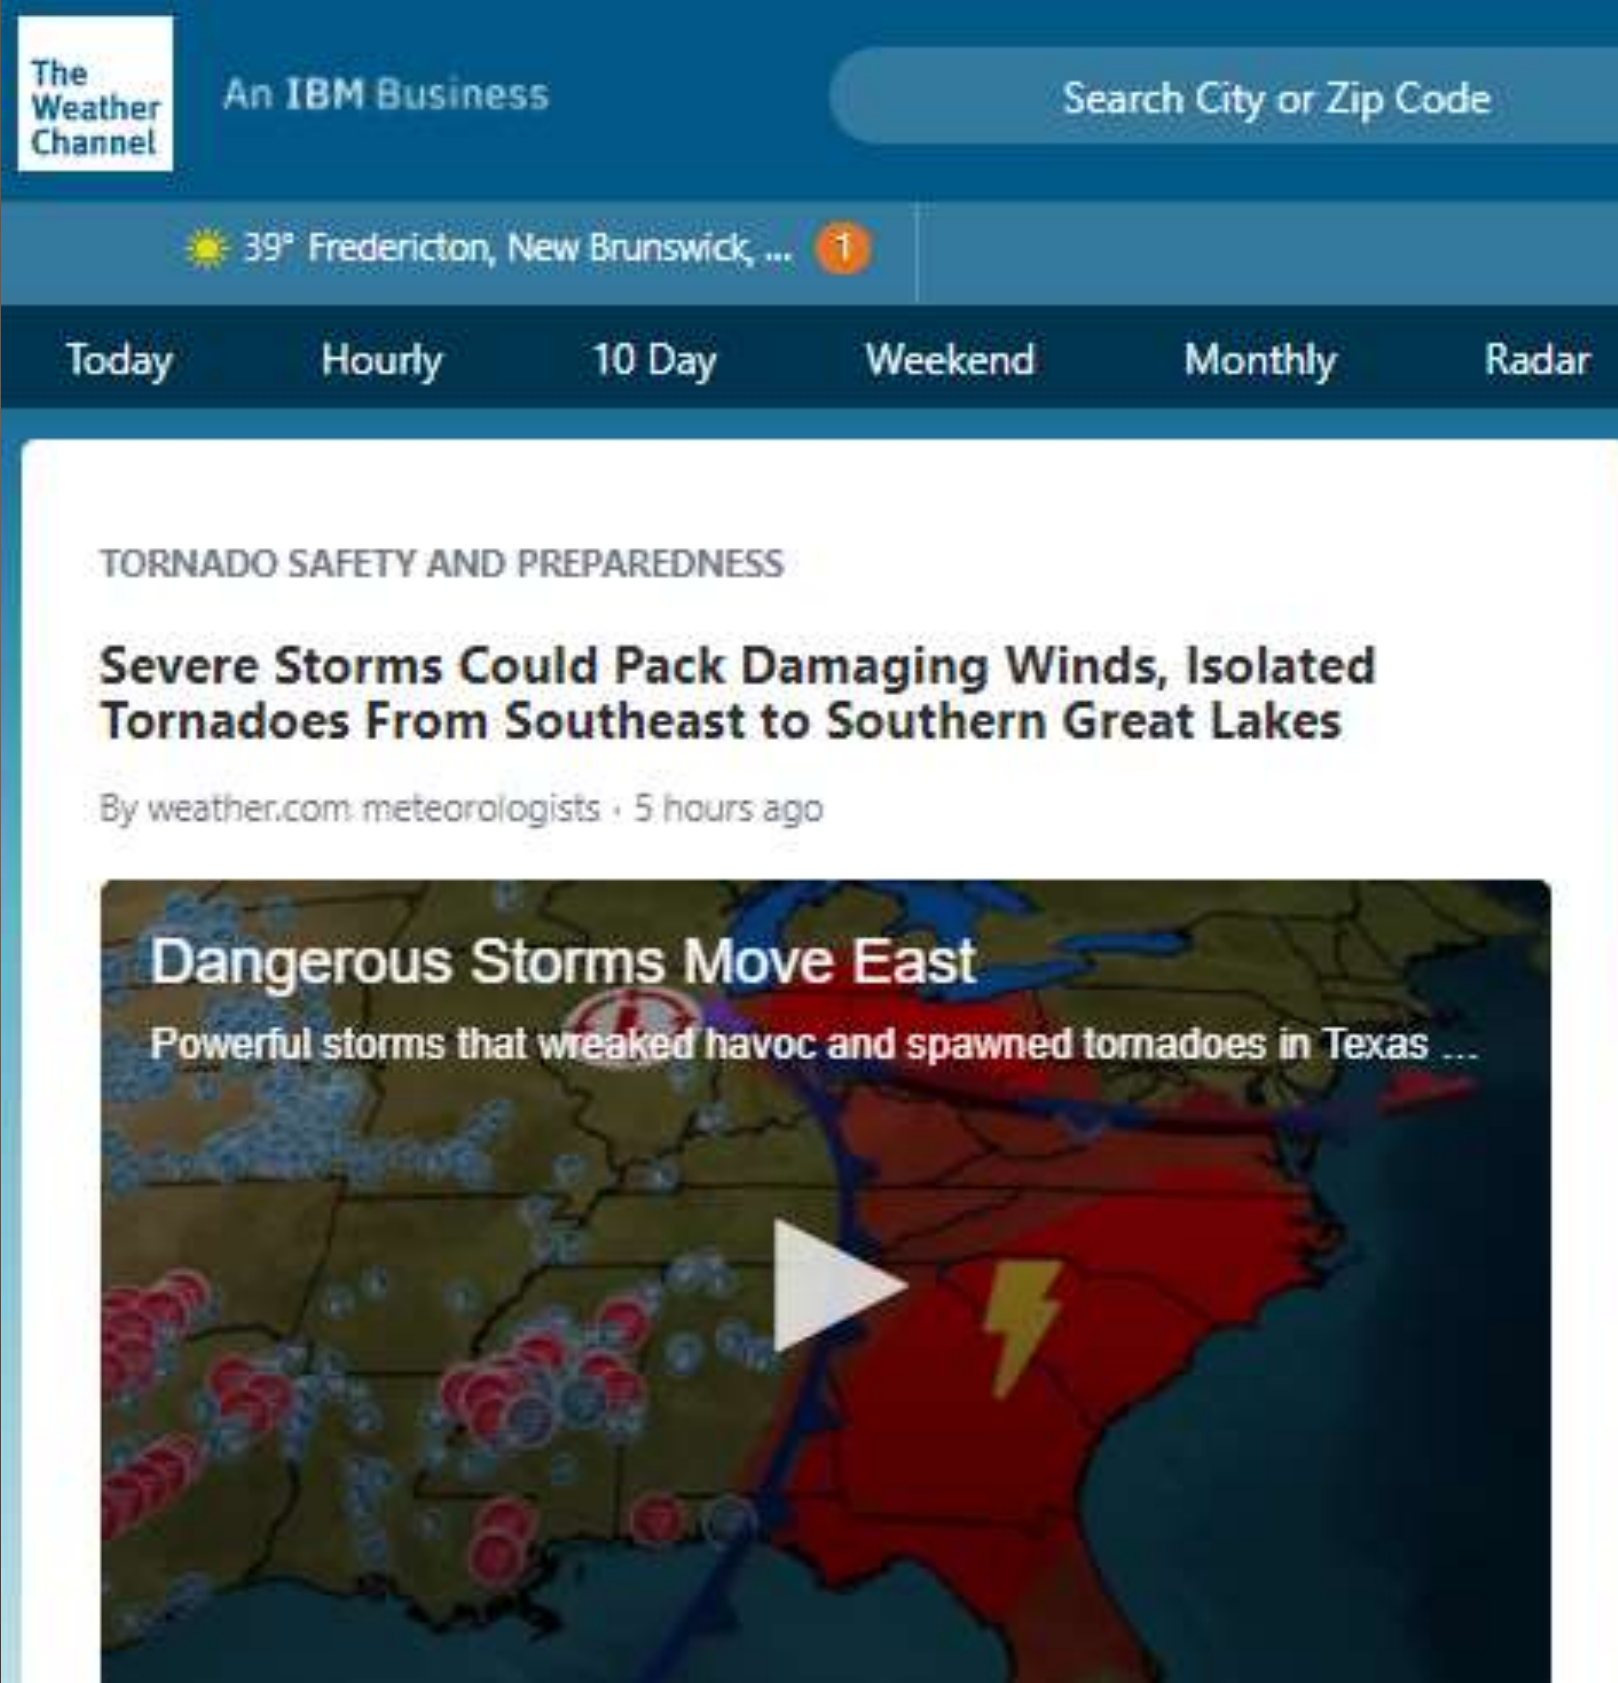 The
Weather
Channel
An IBM Business
Search City or Zip Code
39° Fredericton, New Brunswick, ...
1
Today Hourly 10 Day Weekend Monthly Radar
TORNADO SAFETY AND PREPAREDNESS
Severe Storms Could Pack Damaging Winds, Isolated
Tornadoes From Southeast to Southern Great Lakes
By weather.com meteorologists · 5 hours ago
Dangerous Storms Move East
Powerful storms that wreaked havoc and spawned tornadoes in Texas ...